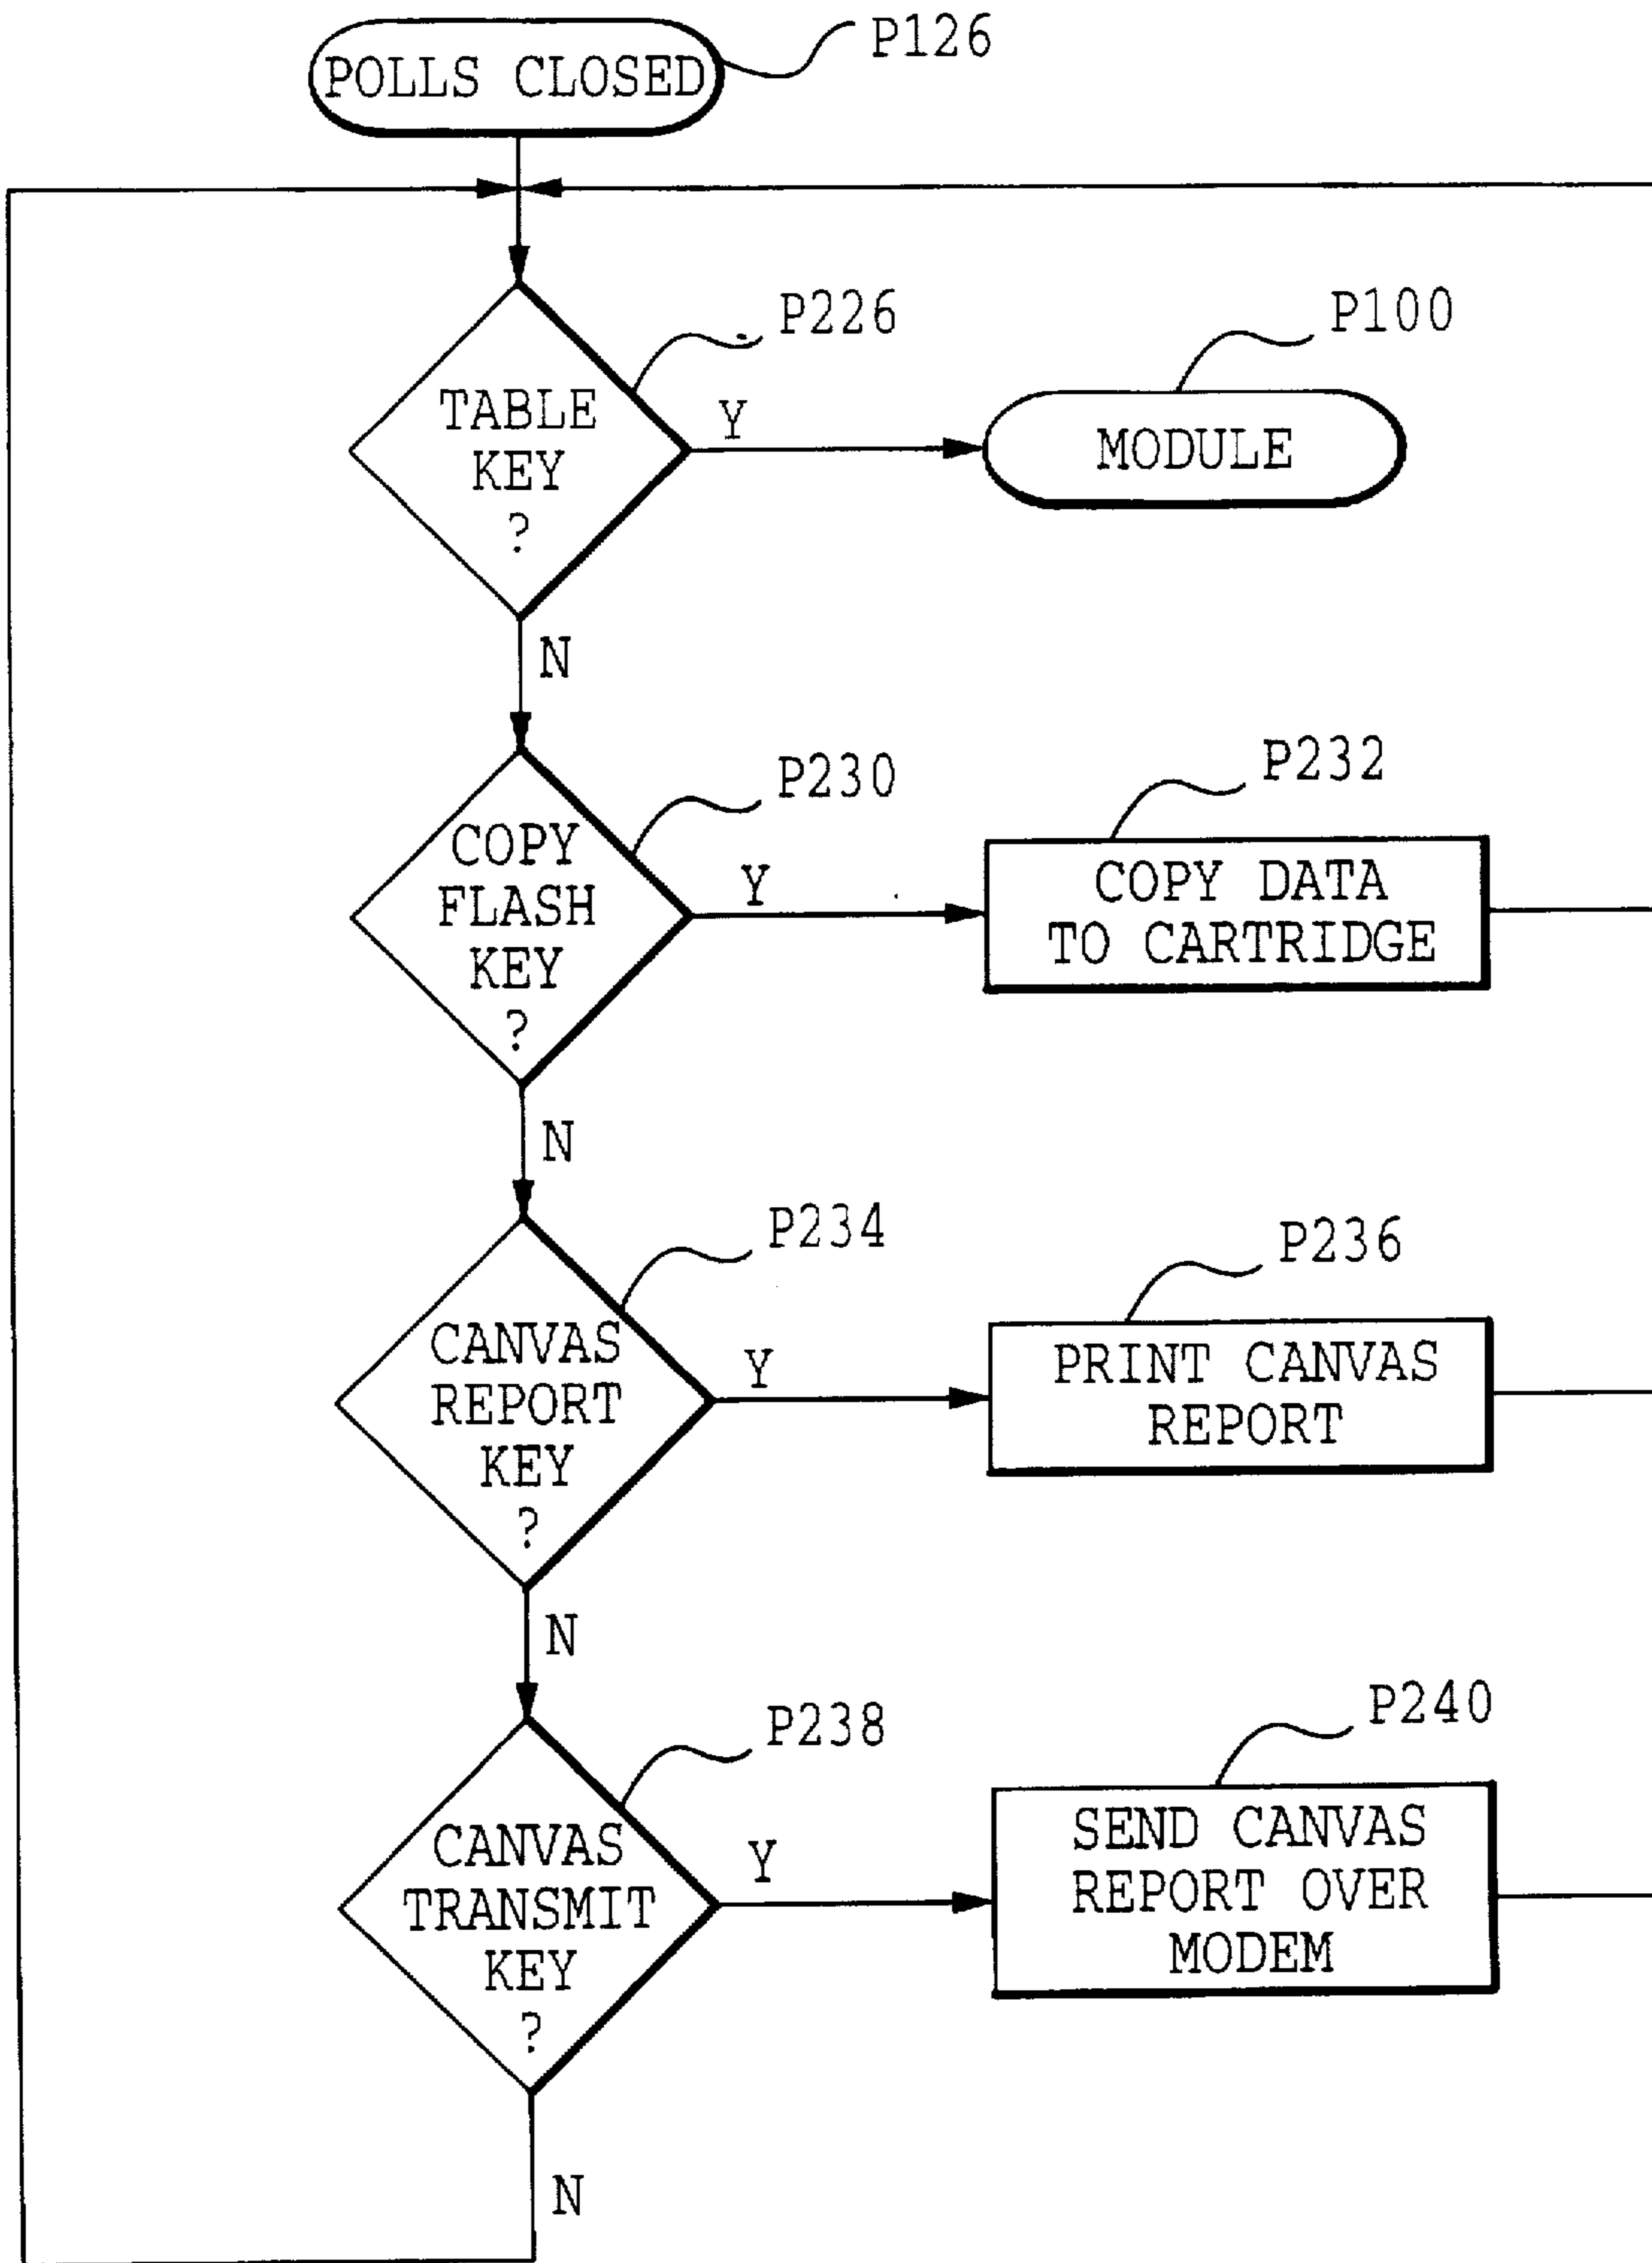 POLLS CLOSED
P126
P226
P100
TABLE
KEY
?
Y
MODULE
N
P230
P232
COPY
FLASH
KEY
?
Y
COPY DATA
TO CARTRIDGE
N
P234
P236
CANVAS
REPORT
KEY
?
Y
PRINT CANVAS
REPORT
N
P238
P240
CANVAS
TRANSMIT
KEY
?
Y
SEND CANVAS
REPORT OVER
MODEM
N